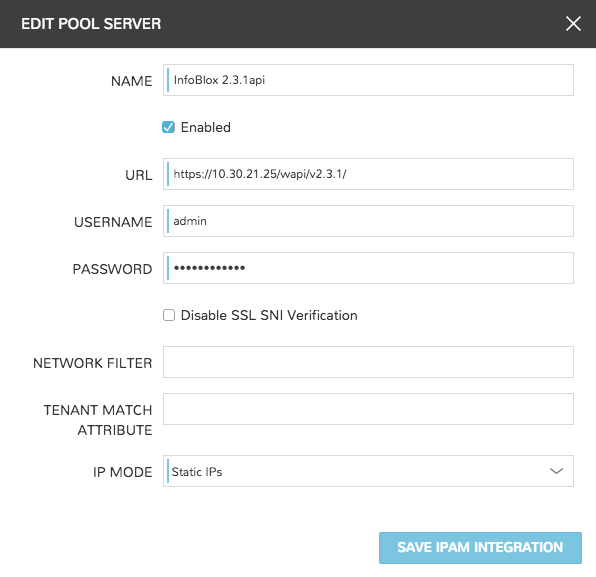 EDIT POOL SERVER
NAME
InfoBlox 2.3.1api
Enabled
URL
https://10.30.21.25/wapi/v2.3.1/
USERNAME
admin
PASSWORD
••••••••••••
Disable SSL SNI Verification
NETWORK FILTER
TENANT MATCH
ATTRIBUTE
IP MODE
Static IPs
SAVE IPAM INTEGRATION